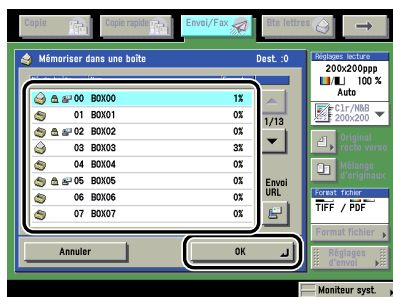 Copie
Copie rapide
Envoi/Fax
Bte lettres
Mémoriser dans une boîte
Dest. :0
00 BOX00 1%
01 BOX01 0%
02 BOX02 0%
03 BOX03 3%
04 BOX04 0%
05 BOX05 0%
06 BOX06 0%
07 BOX07 0%
1/13
Envoi
URL
Annuler
OK
Réglages lecture
200x200ppp
100 %
Auto
Clr/N&B
200x200
Original
recto verso
Mélange
d'originaux
Format fichier
TIFF / PDF
Format fichier
Réglages
d'envoi
Moniteur syst.